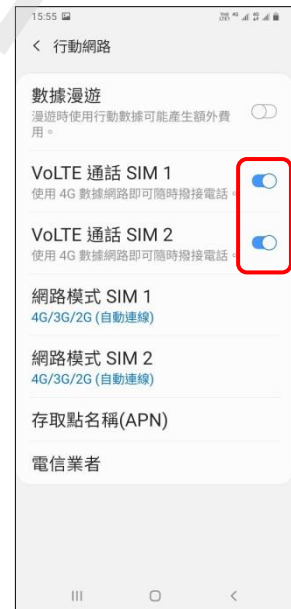 15:55
行動網路
數據漫遊
漫遊時使用行動數據可能產生額外費
用。
VoLTE 通話 SIM 1
使用 4G 數據網路即可隨時撥接電話。
VoLTE 通話 SIM 2
使用 4G 數據網路即可隨時撥接電話。
網路模式 SIM 1
4G/3G/2G (自動連線)
網路模式 SIM 2
4G/3G/2G (自動連線)
存取點名稱(APN)
電信業者